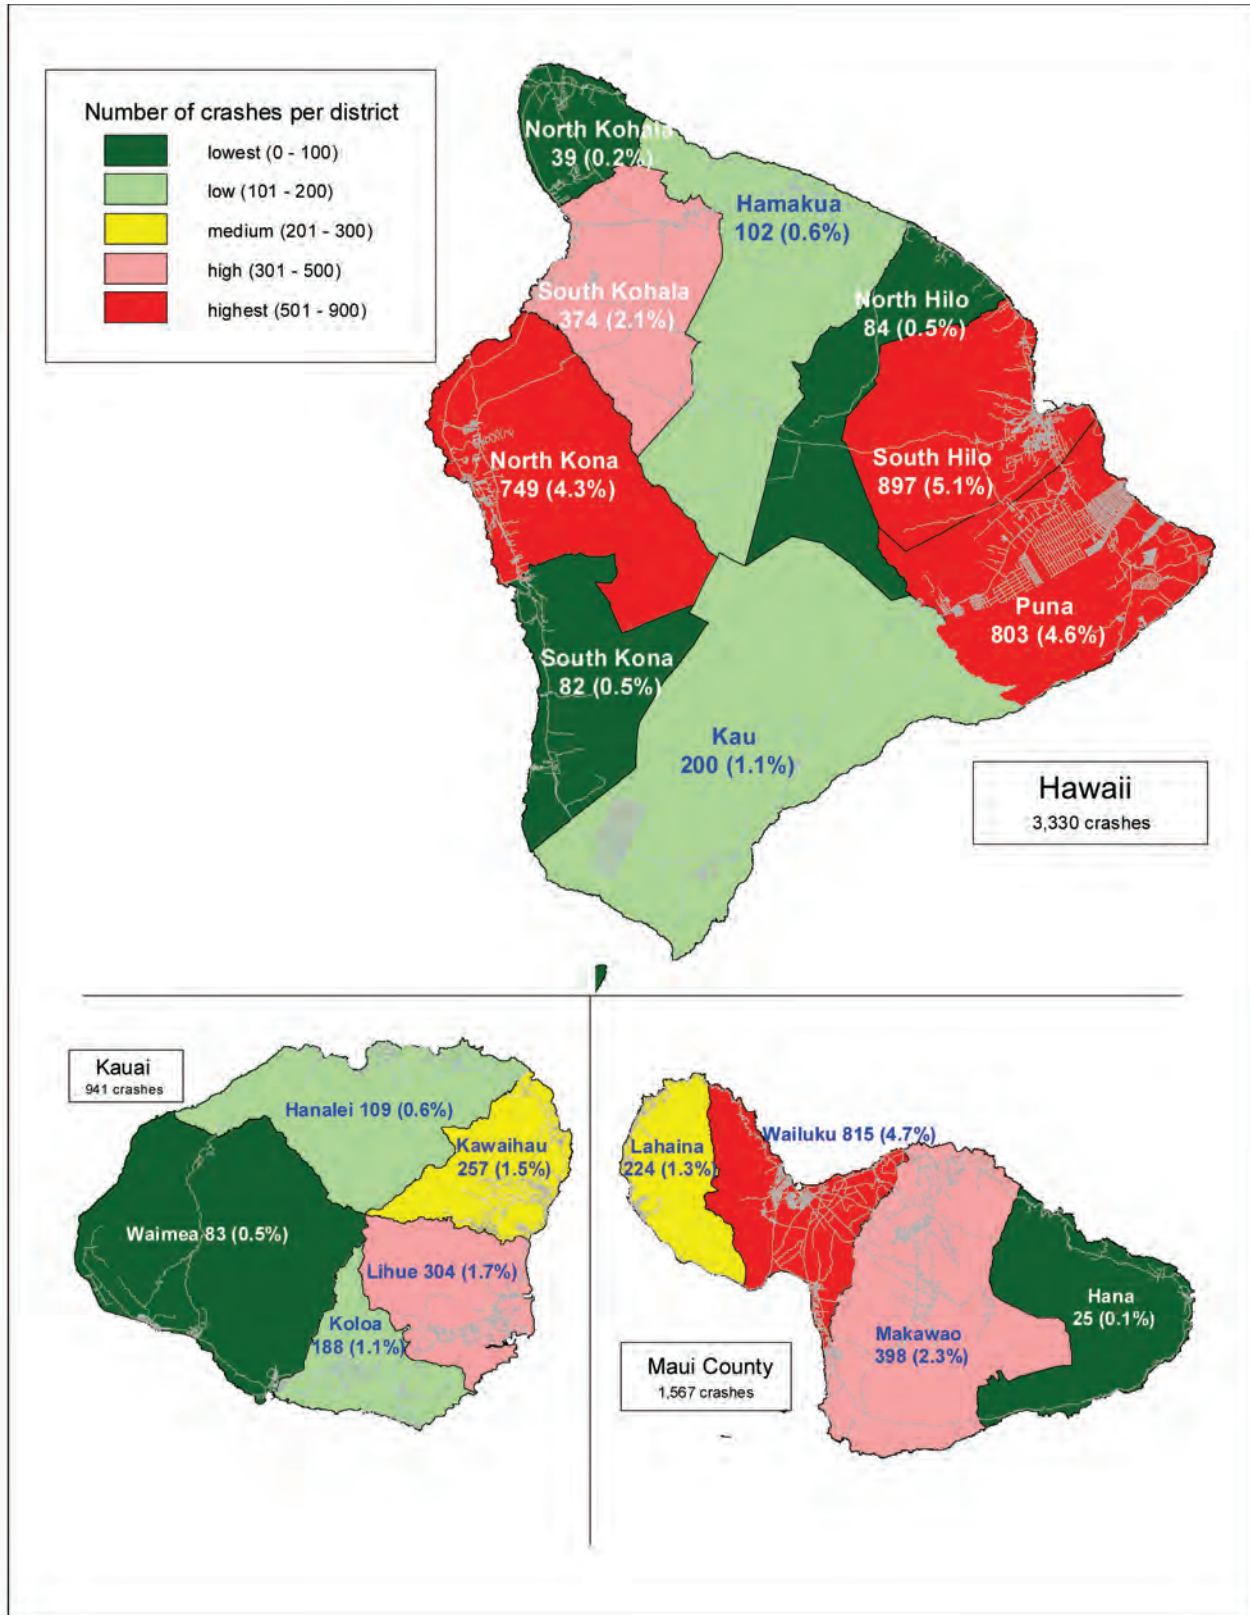 Number of crashes per district
lowest (0 - 100)
low (101 - 200)
medium (201 - 300)
high (301 - 500)
highest (501 - 900)
North Kohala
39 (0.2%)
Hamakua
102 (0.6%)
South Kohala
374 (2.1%)
North Hilo
84 (0.5%)
North Kona
749 (4.3%)
South Hilo
897 (5.1%)
Puna
803 (4.6%)
South Kona
82 (0.5%)
Kau
200 (1.1%)
Hawaii
3,330 crashes
Kauai
941 crashes
Hanalei 109 (0.6%)
Kawaihau
257 (1.5%)
Waimea 83 (0.5%)
Lihue 304 (1.7%)
Koloa
188 (1.1%)
Lahaina
224 (1.3%)
Wailuku 815 (4.7%)
Hana
25 (0.1%)
Makawao
398 (2.3%)
Maui County
1,567 crashes